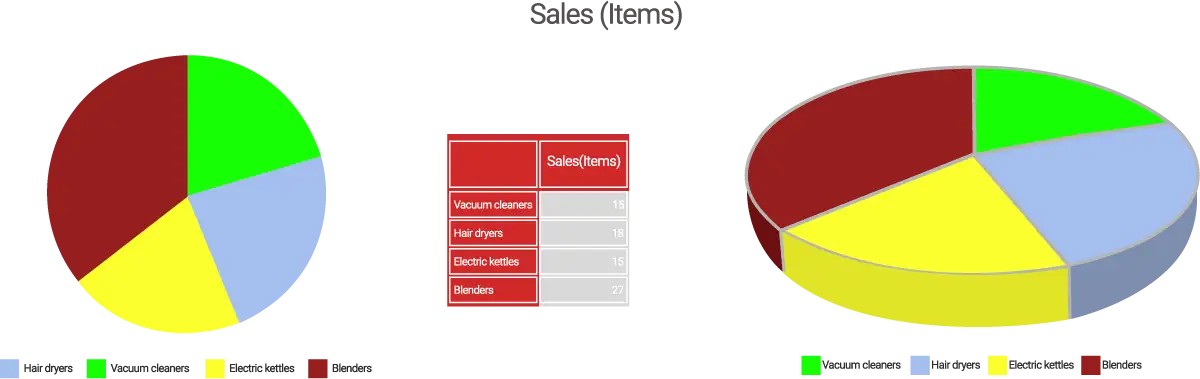 Sales (Items)
Sales(Items)
Vacuum cleaners 15
Hair dryers 18
Electric kettles 15
Blenders 27
Hair dryers Vacuum cleaners Electric kettles Blenders
Vacuum cleaners Hair dryers Electric kettles Blenders